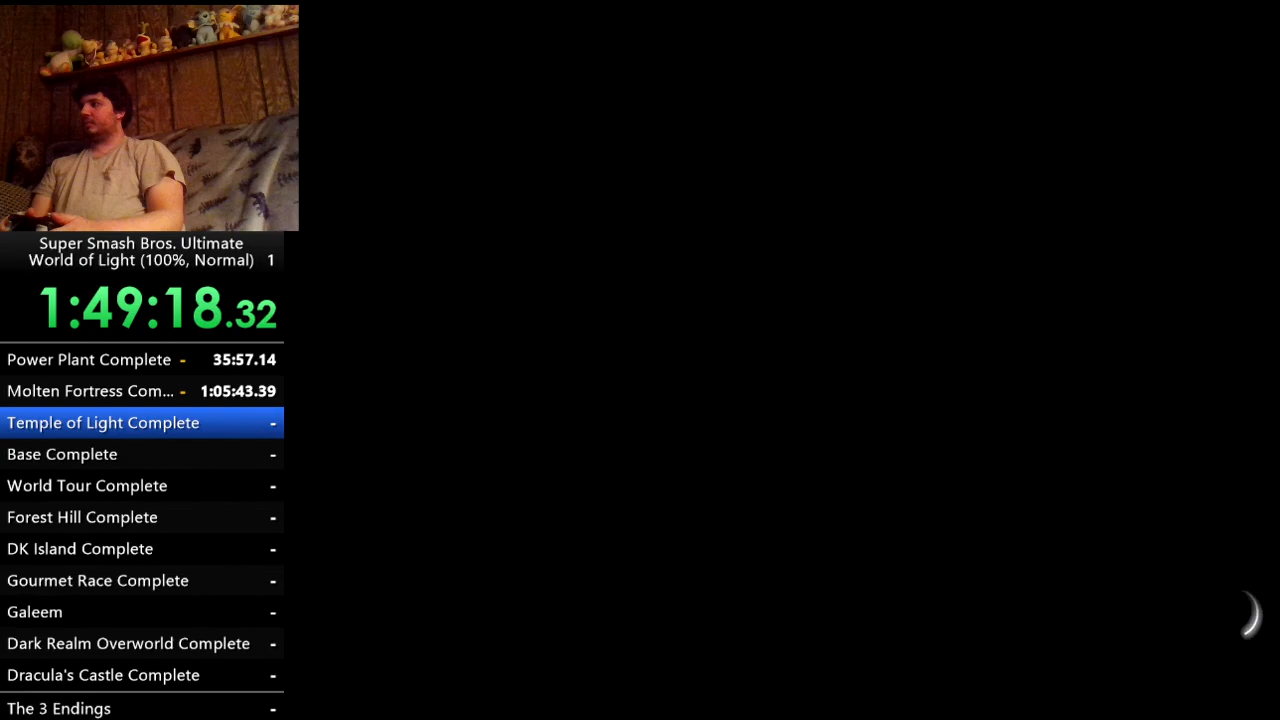 Super Smash Bros. Ultimate
World of Light (100%, Normal) 1
1:49:18.32
Power Plant Complete - 35:57.14
Molten Fortress Com... - 1:05:43.39
Temple of Light Complete -
Base Complete -
World Tour Complete -
Forest Hill Complete -
DK Island Complete -
Gourmet Race Complete -
Galeem -
Dark Realm Overworld Complete -
Dracula's Castle Complete -
The 3 Endings -